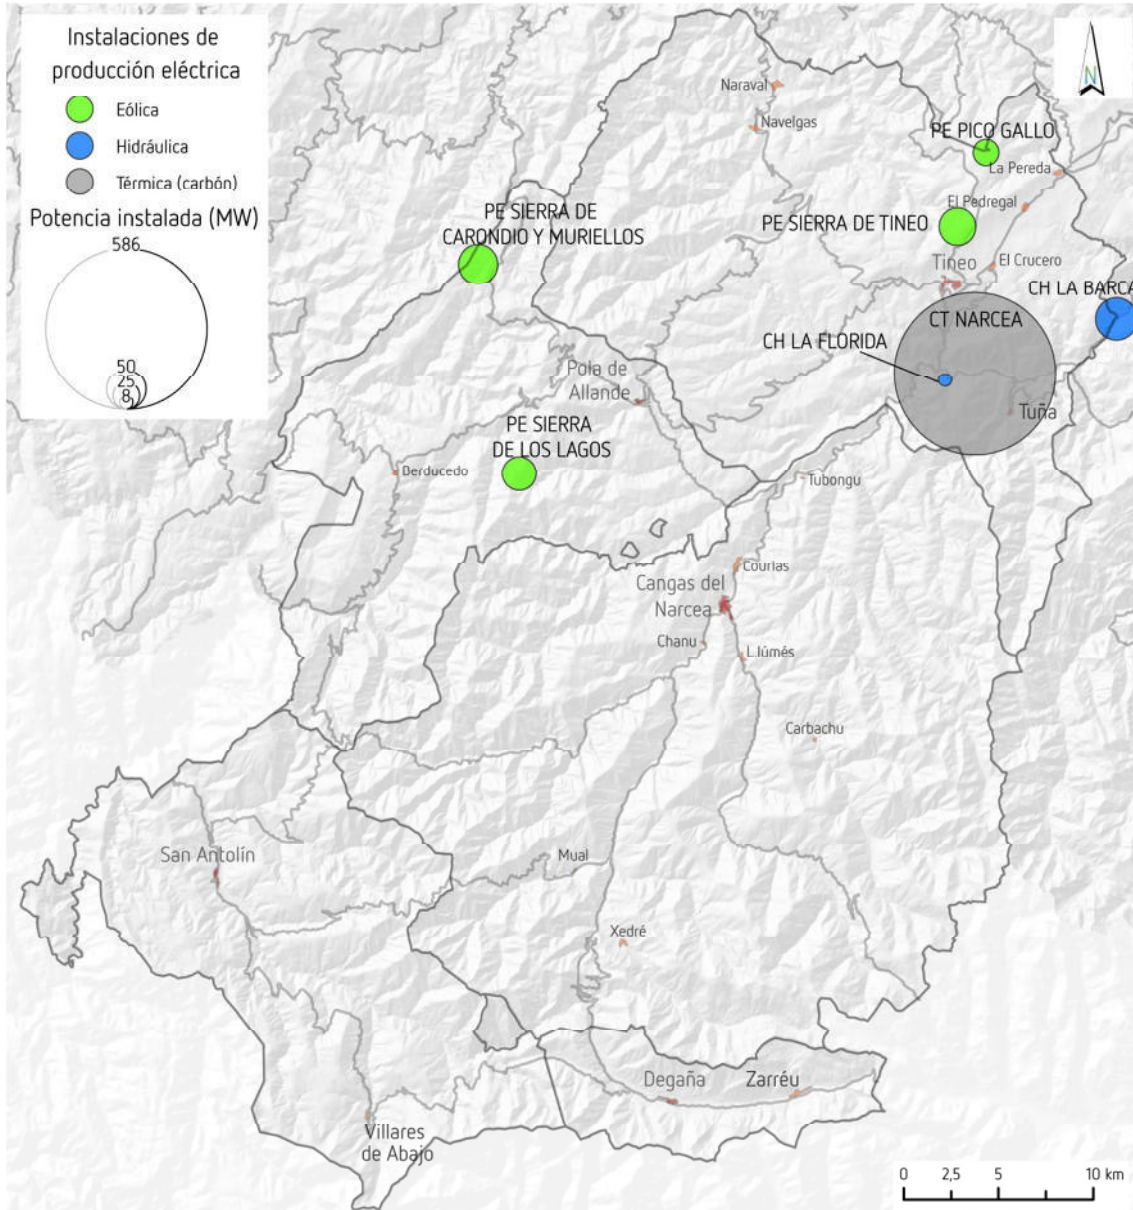 Instalaciones de
producción eléctrica
Eólica
Hidráulica
Térmica (carbón)
Potencia instalada (MW)
586
50
25
8
N
Naraval
Navelgas
PE PICO GALLO
La Pereda
El Pedregal
PE SIERRA DE TINEO
El Crucero
Tineo
PE SIERRA DE
CARONDIO Y MURIELLOS
CH LA BARCA
CT NARCEA
CH LA FLORIDA
Tuña
Pola de
Allande
PE SIERRA
DE LOS LAGOS
Berducedo
Tubongu
Courias
Cangas del
Narcea
Chanu
L.lúmés
Carbachu
San Antolín
Mual
Xedré
Degaña
Zarréu
Villares
de Abajo
0 2,5 5 10 km